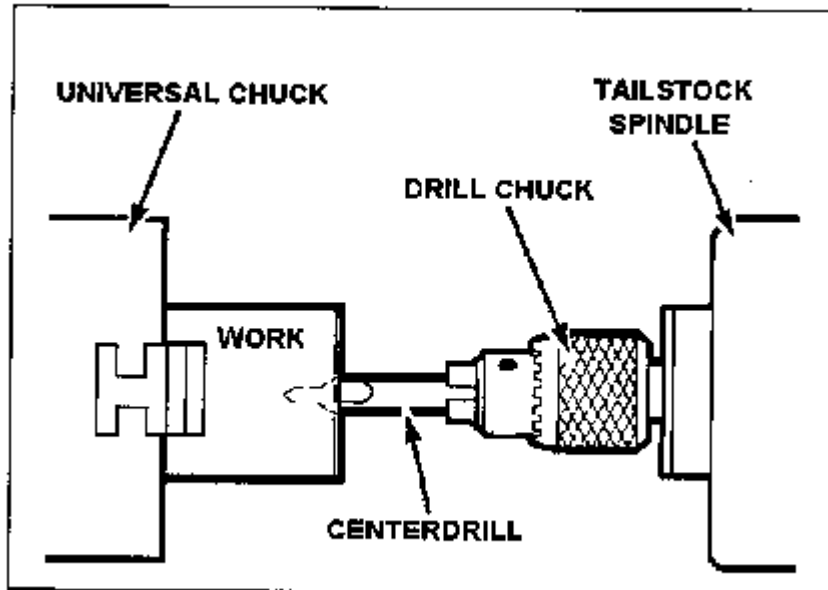 UNIVERSAL CHUCK
TAILSTOCK
SPINDLE
DRILL CHUCK
WORK
CENTERDRILL